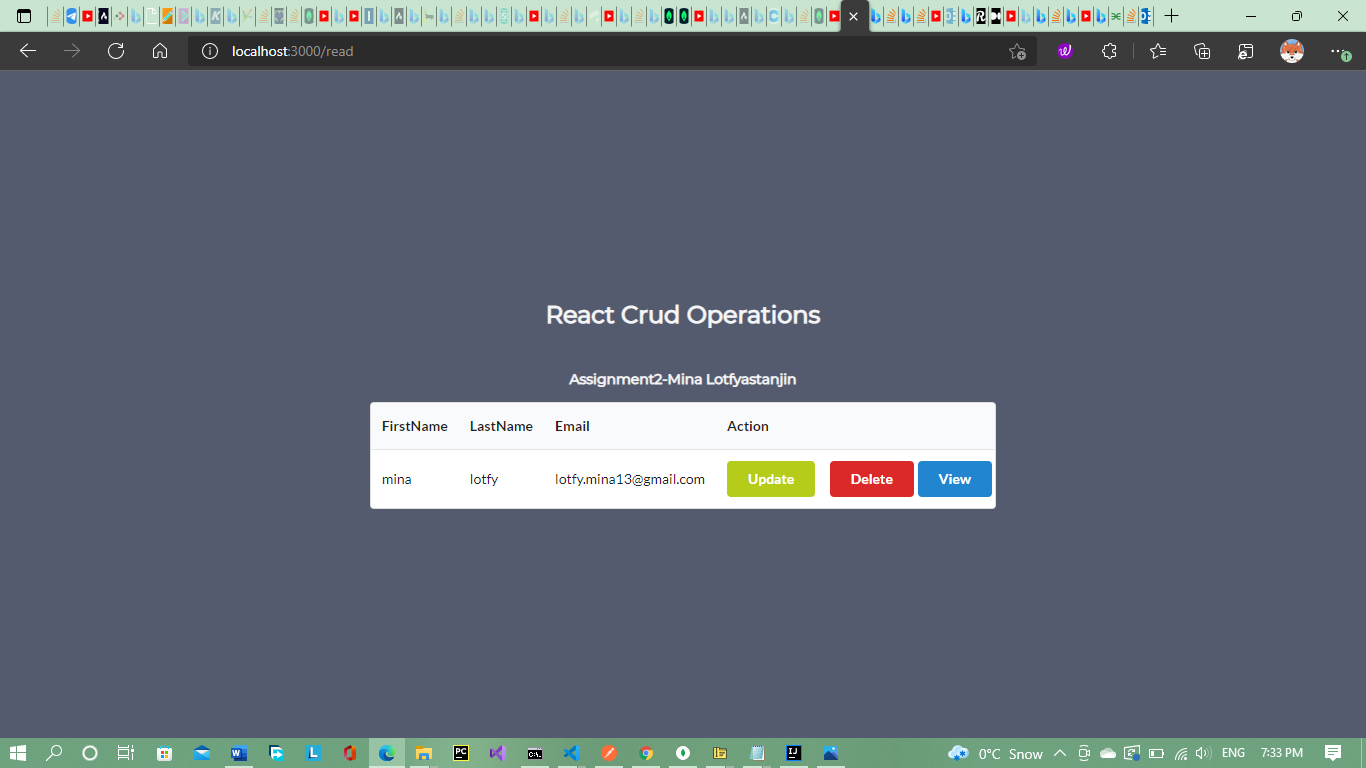 localhost:3000/read
React Crud Operations
Assignment2-Mina Lotfyastanjin
FirstName LastName Email Action
mina lotfy lotfy.mina13@gmail.com Update Delete View
0°C Snow ENG 7:33 PM